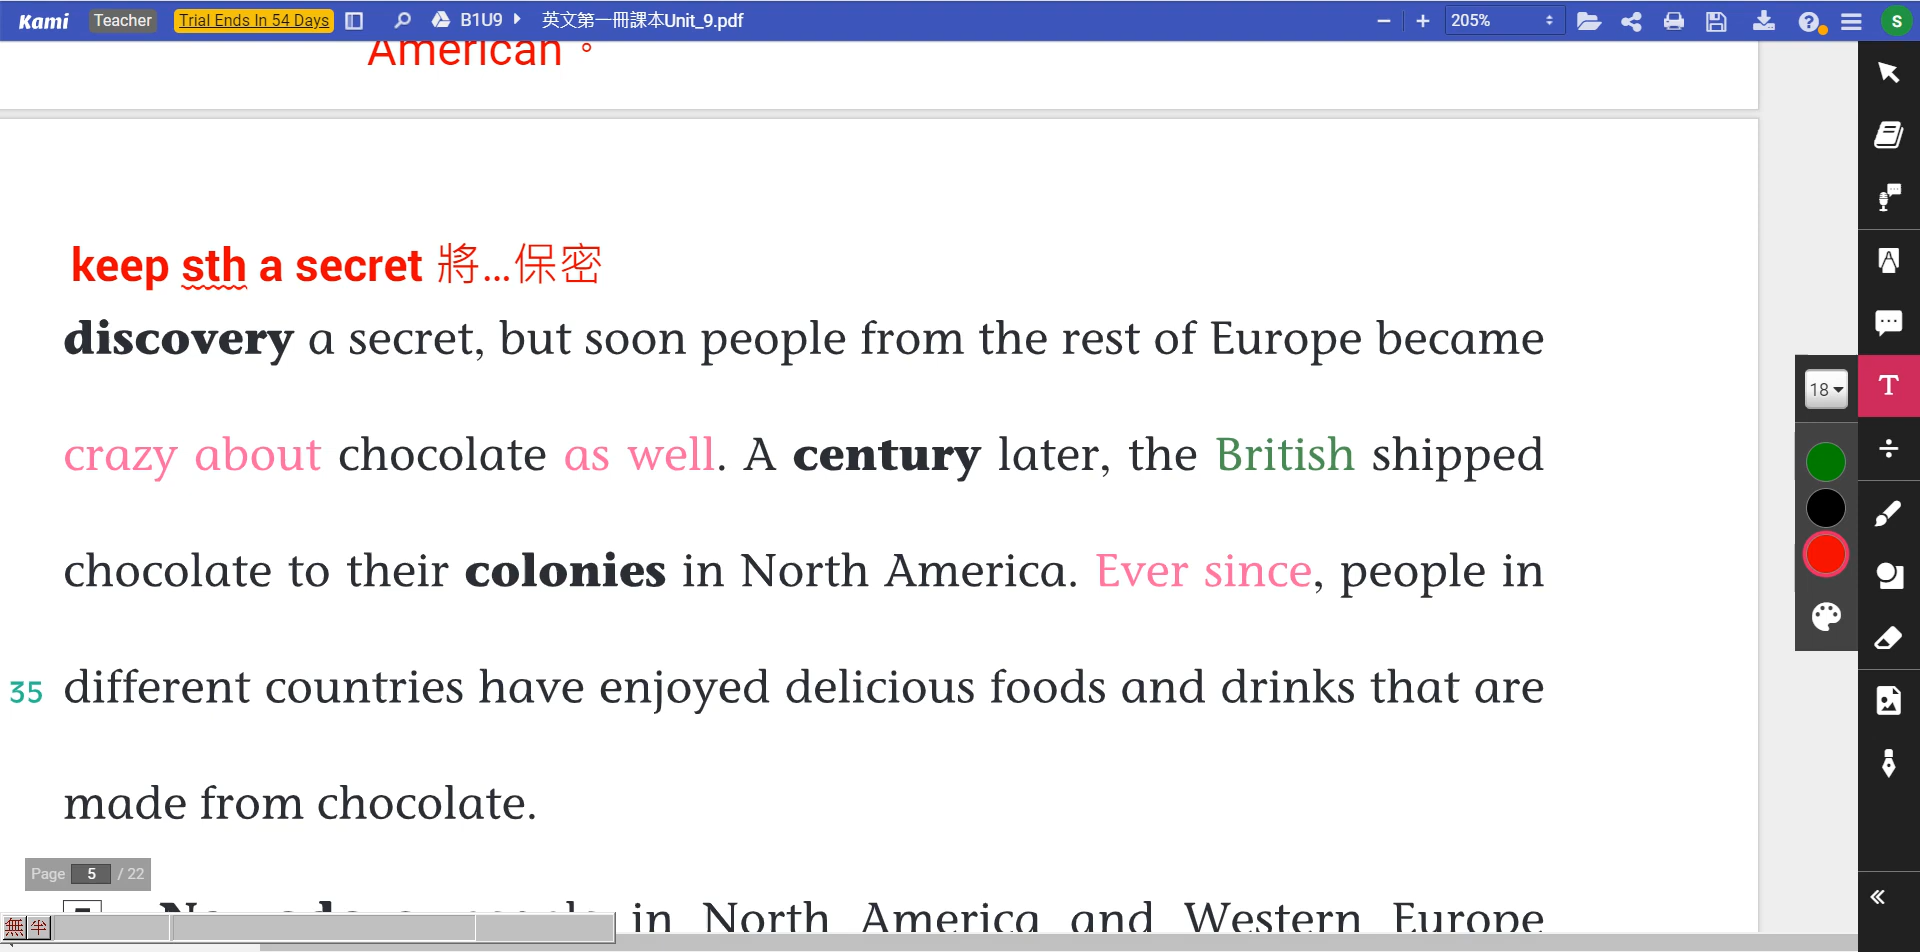 Kami Teacher Trial Ends In 54 Days B1U9 英文第一冊課本Unit_9.pdf 205% S
American。
keep sth a secret 將...保密
discovery a secret, but soon people from the rest of Europe became
18 T
crazy about chocolate as well. A century later, the British shipped
chocolate to their colonies in North America. Ever since, people in
35 different countries have enjoyed delicious foods and drinks that are
made from chocolate.
Page 5 / 22
in North America and Western Europe
無 半